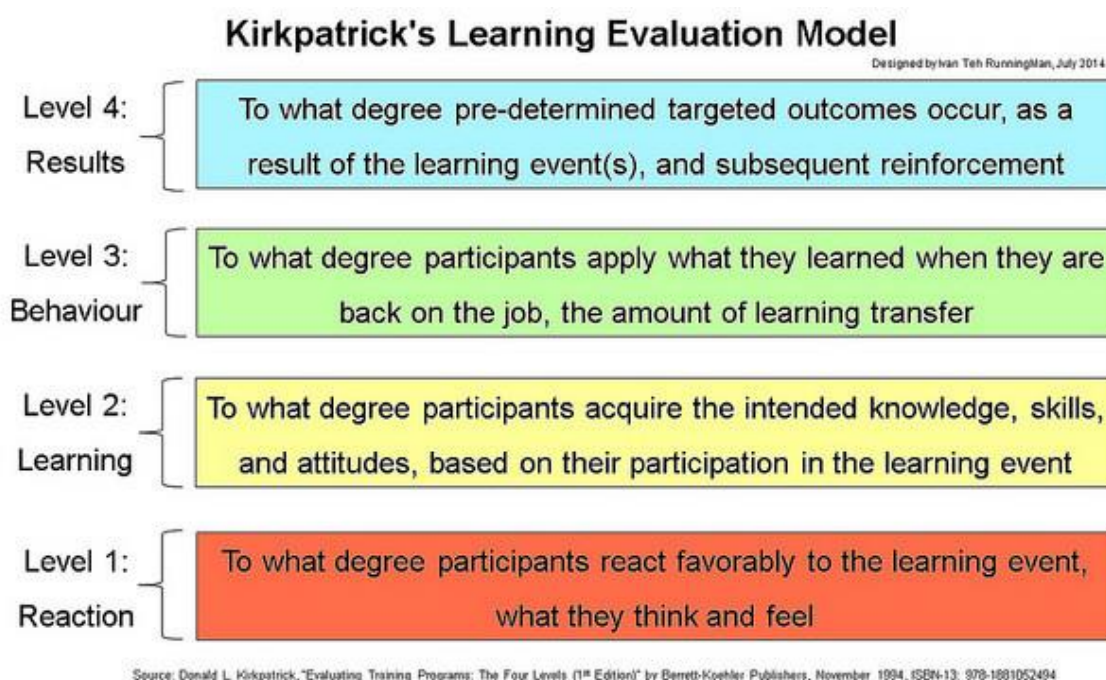 Kirkpatrick's Learning Evaluation Model
Designed by Ivan Teh RunningMan, July 2014
Level 4:
Results
To what degree pre-determined targeted outcomes occur, as a
result of the learning event(s), and subsequent reinforcement
Level 3:
Behaviour
To what degree participants apply what they learned when they are
back on the job, the amount of learning transfer
Level 2:
Learning
To what degree participants acquire the intended knowledge, skills,
and attitudes, based on their participation in the learning event
Level 1:
Reaction
To what degree participants react favorably to the learning event,
what they think and feel
Source: Donald L. Kirkpatrick, "Evaluating Training Programs: The Four Levels (1st Edition)" by Berrett-Koehler Publishers, November 1994, ISBN-13: 978-1881052494